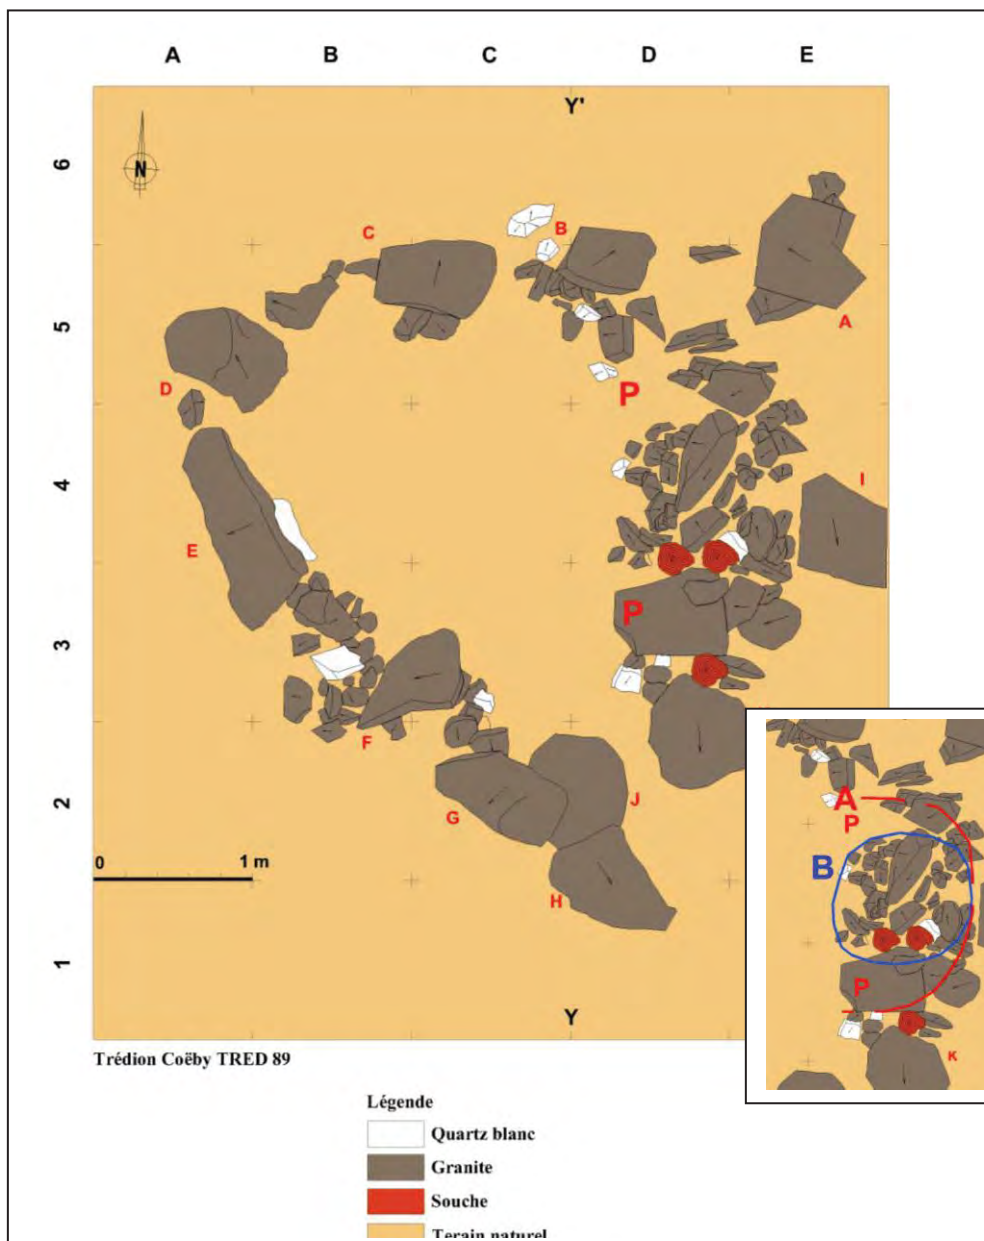 A B C D E
Y'
6
N
B
C
A
5
D
P
I
4
E
P
3
F
J
2
G
A
P
B
0 1 m
H
P
1
Y
K
Trédion Coëby TRED 89
Légende
Quartz blanc
Granite
Souche
Terain naturel